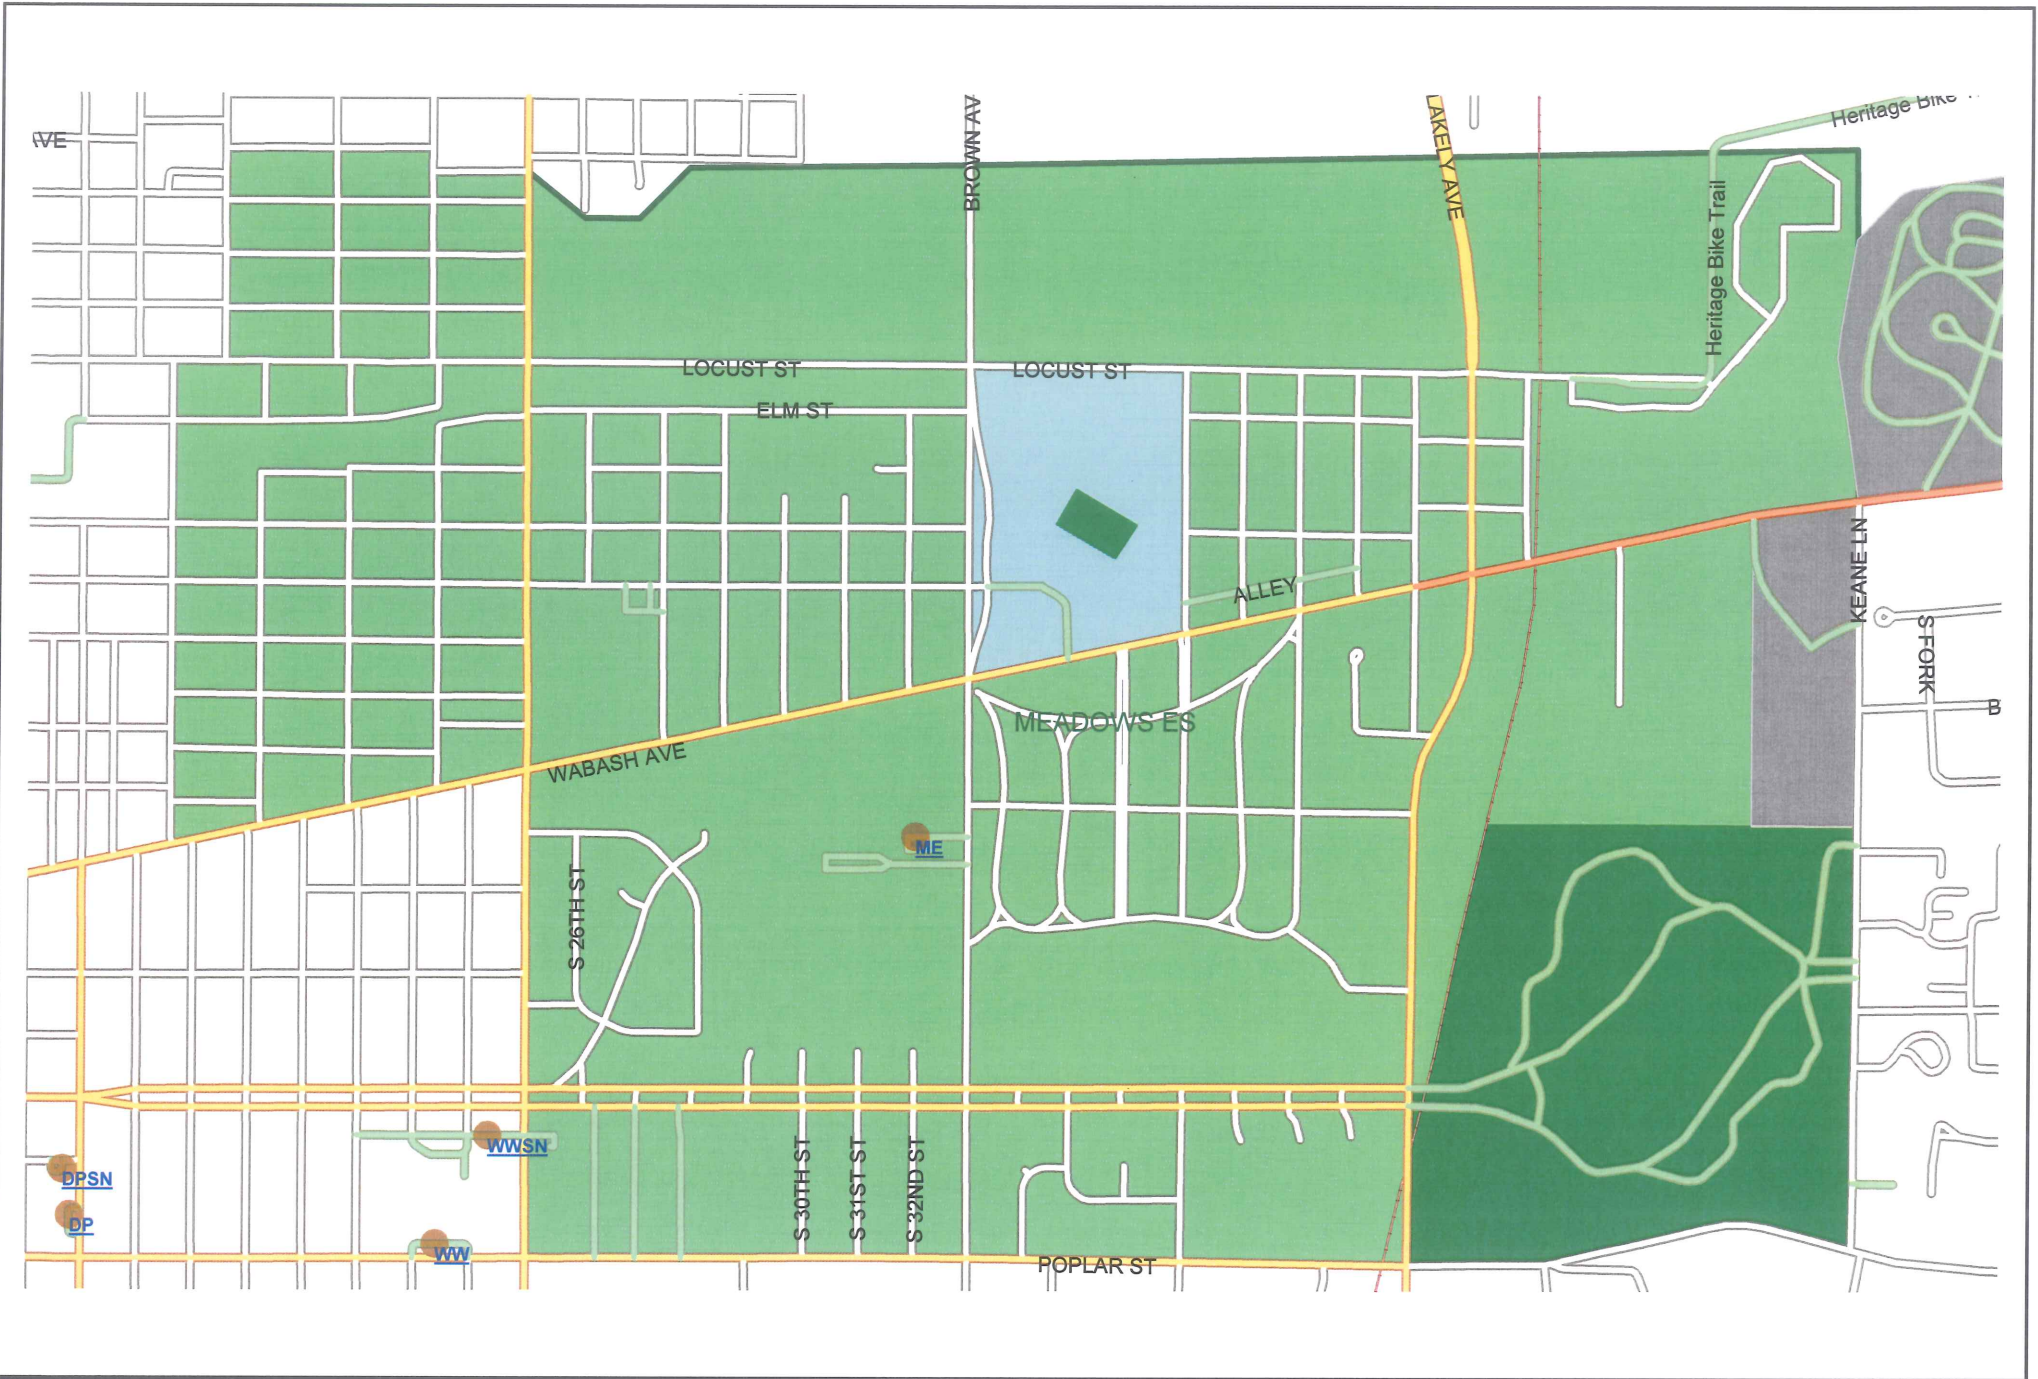 Heritage Bike
VE
BROWN AV
AKELY AVE
Heritage Bike Trail
LOCUST ST
LOCUST ST
ELM ST
ALLEY
KEANE LN
S FORK
B
MEADOWS ES
WABASH AVE
ME
S 26TH ST
WWSN
DPSN
DP
WW
S 30TH ST
S 31ST ST
S 32ND ST
POPLAR ST